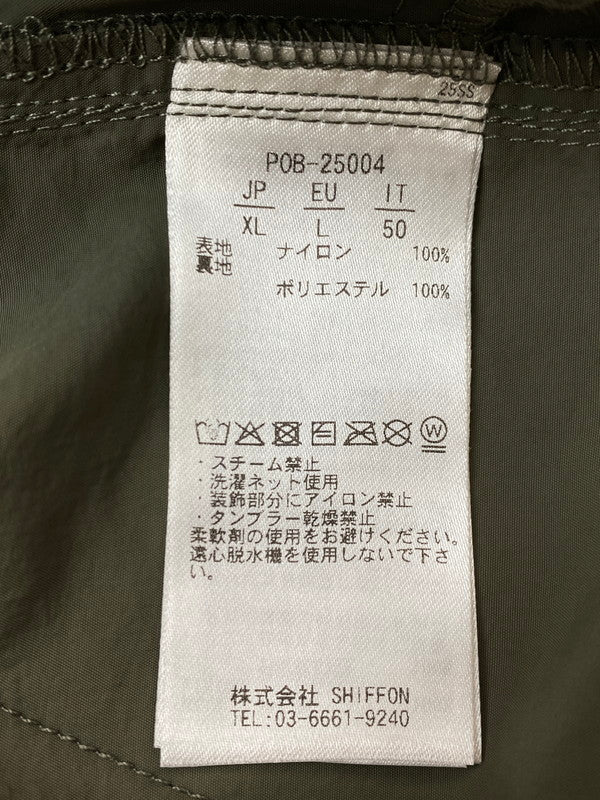 25SS
POB-25004
JP EU IT
XL L 50
表地 ナイロン 100%
裏地
ポリエステル 100%
・スチーム禁止
・洗濯ネット使用
・装飾部分にアイロン禁止
・タンブラー乾燥禁止
柔軟剤の使用をお避けください。
遠心脱水機を使用しないで下さ
い。
株式会社 SHIFFON
TEL:03-6661-9240